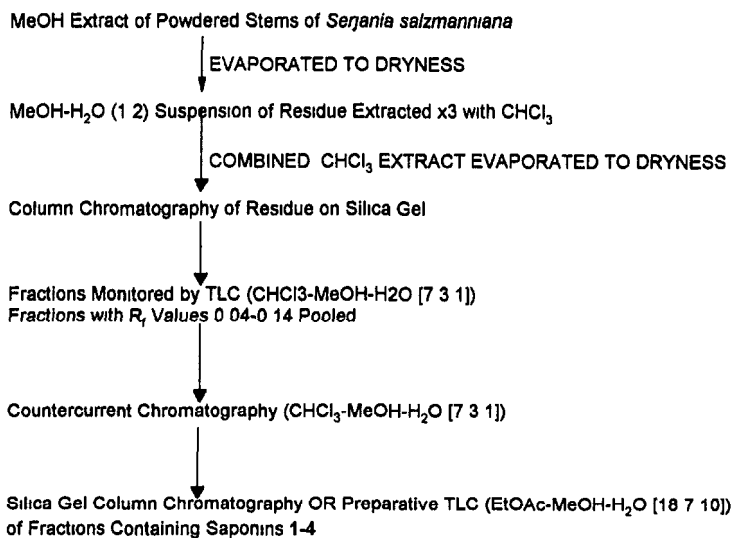 MeOH Extract of Powdered Stems of Serjania salzmanniana
EVAPORATED TO DRYNESS
MeOH-H₂O (1 2) Suspension of Residue Extracted x3 with CHCl₃
COMBINED CHCl₃ EXTRACT EVAPORATED TO DRYNESS
Column Chromatography of Residue on Silica Gel
Fractions Monitored by TLC (CHCl3-MeOH-H2O [7 3 1])
Fractions with Rf Values 0 04-0 14 Pooled
Countercurrent Chromatography (CHCl₃-MeOH-H₂O [7 3 1])
Silica Gel Column Chromatography OR Preparative TLC (EtOAc-MeOH-H₂O [18 7 10])
of Fractions Containing Saponins 1-4